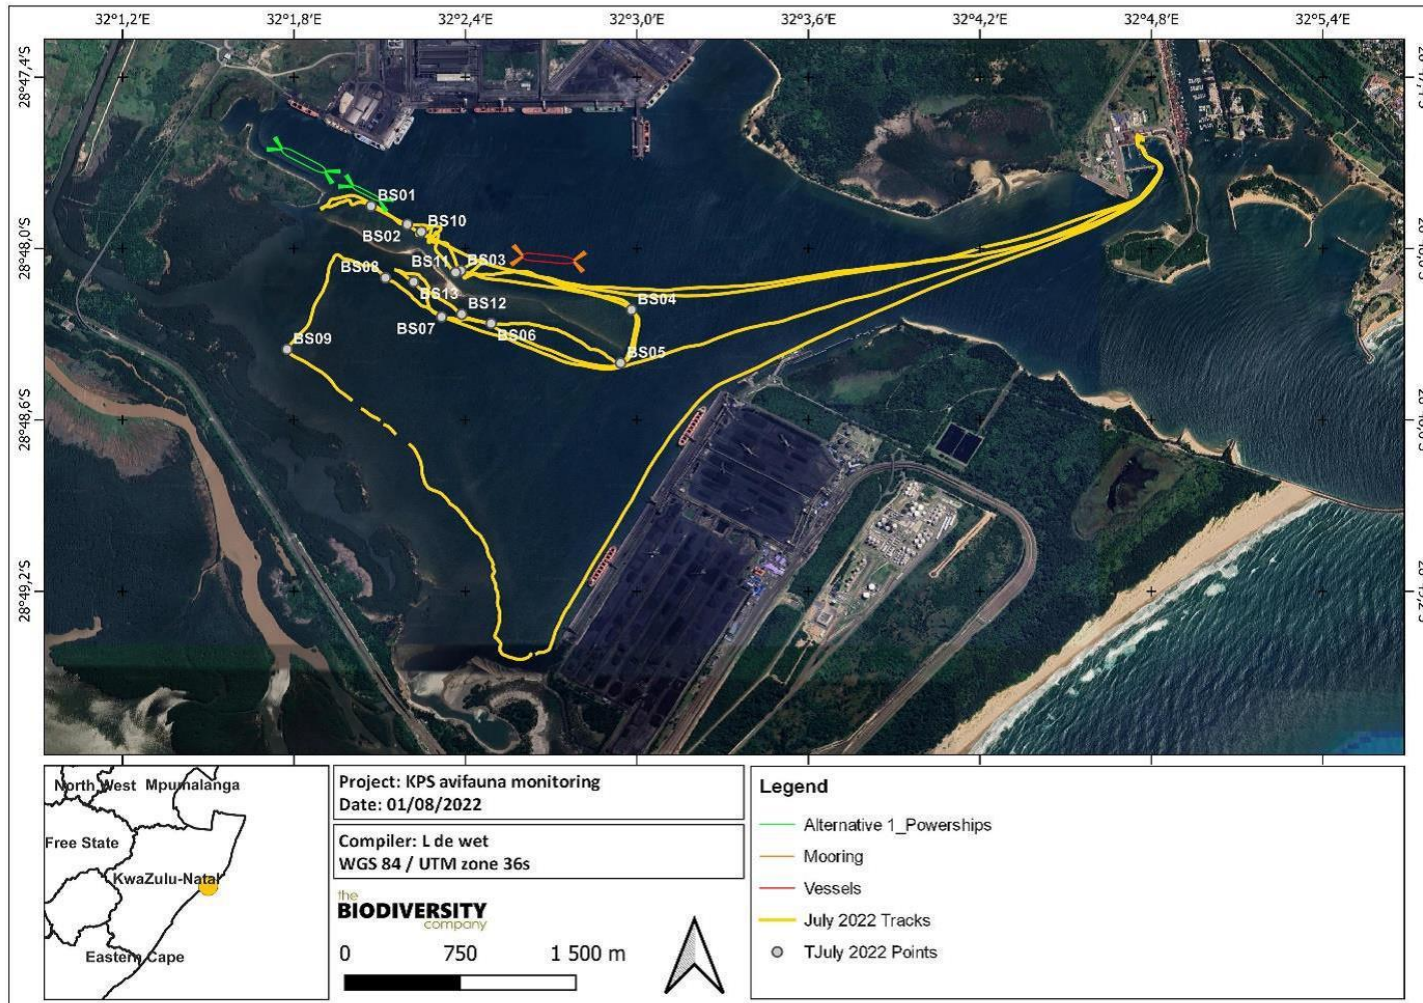 32°1,2'E 32°1,8'E 32°2,4'E 32°3,0'E 32°3,6'E 32°4,2'E 32°4,8'E 32°5,4'E
28°47,4'S
28°48,0'S
28°48,6'S
28°49,2'S
BS01
BS10
BS02
BS11 BS03
BS08
BS13
BS12
BS04
BS07
BS06
BS09
BS05
North West Mpumalanga
Free State
KwaZulu-Natal
Eastern Cape
Project: KPS avifauna monitoring
Date: 01/08/2022
Compiler: L de wet
WGS 84 / UTM zone 36s
the
BIODIVERSITY
company
0 750 1 500 m
Legend
Alternative 1_Powerships
Mooring
Vessels
July 2022 Tracks
TJuly 2022 Points